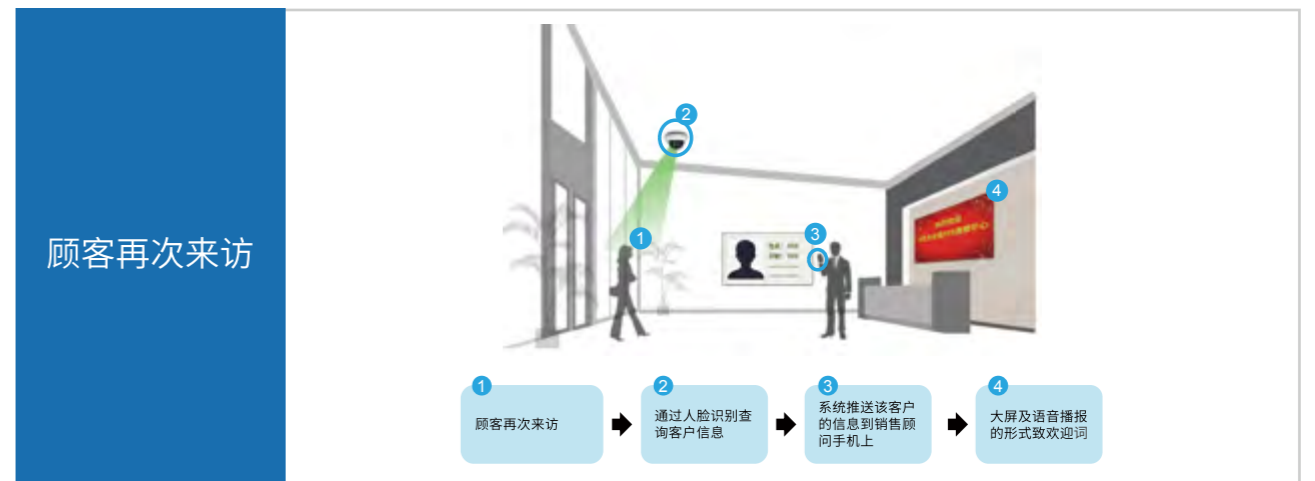 顾客再次来访
2
1
3
4
1
顾客再次来访
2
通过人脸识别查
询客户信息
3
系统推送该客户
的信息到销售顾
问手机上
4
大屏及语音播报
的形式致欢迎词